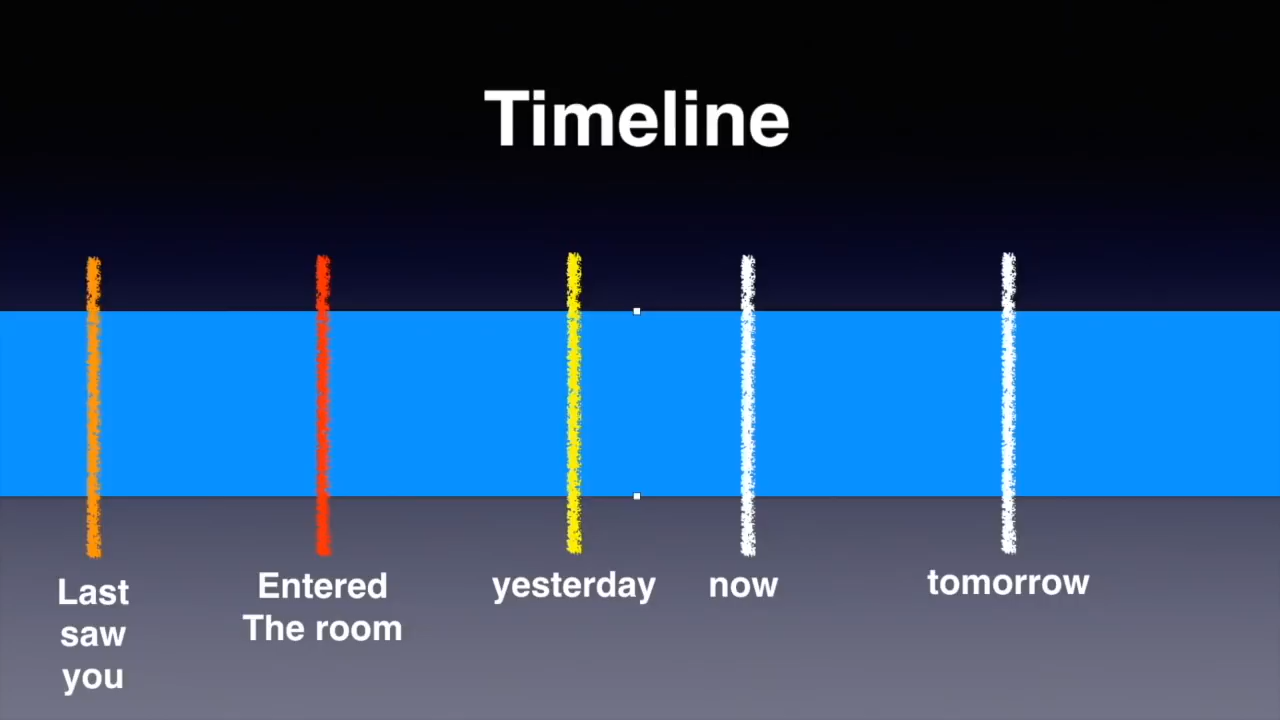 Timeline
Last
saw
you
Entered
The room
yesterday
now
tomorrow